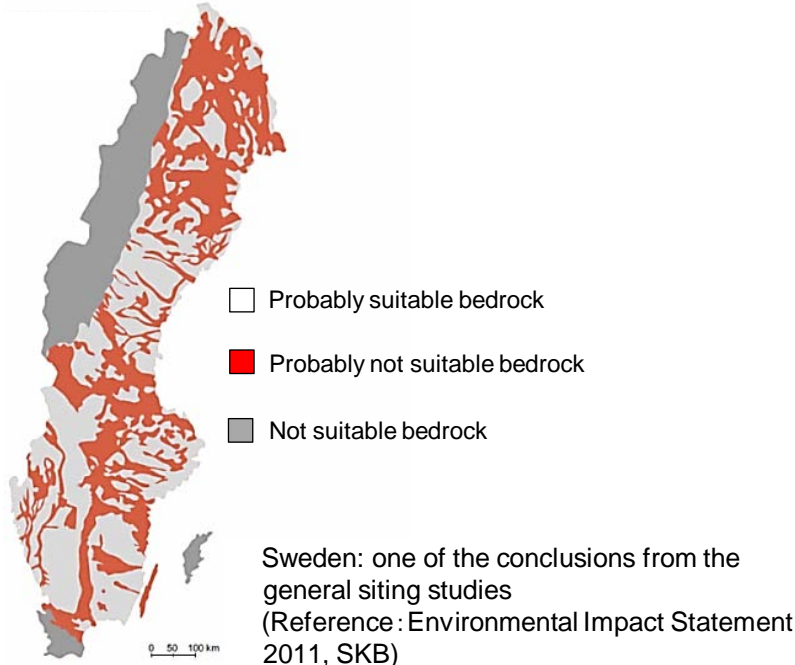 Probably suitable bedrock
Probably not suitable bedrock
Not suitable bedrock
Sweden: one of the conclusions from the
general siting studies
(Reference:Environmental Impact Statement
2011, SKB)
0 50 100 km